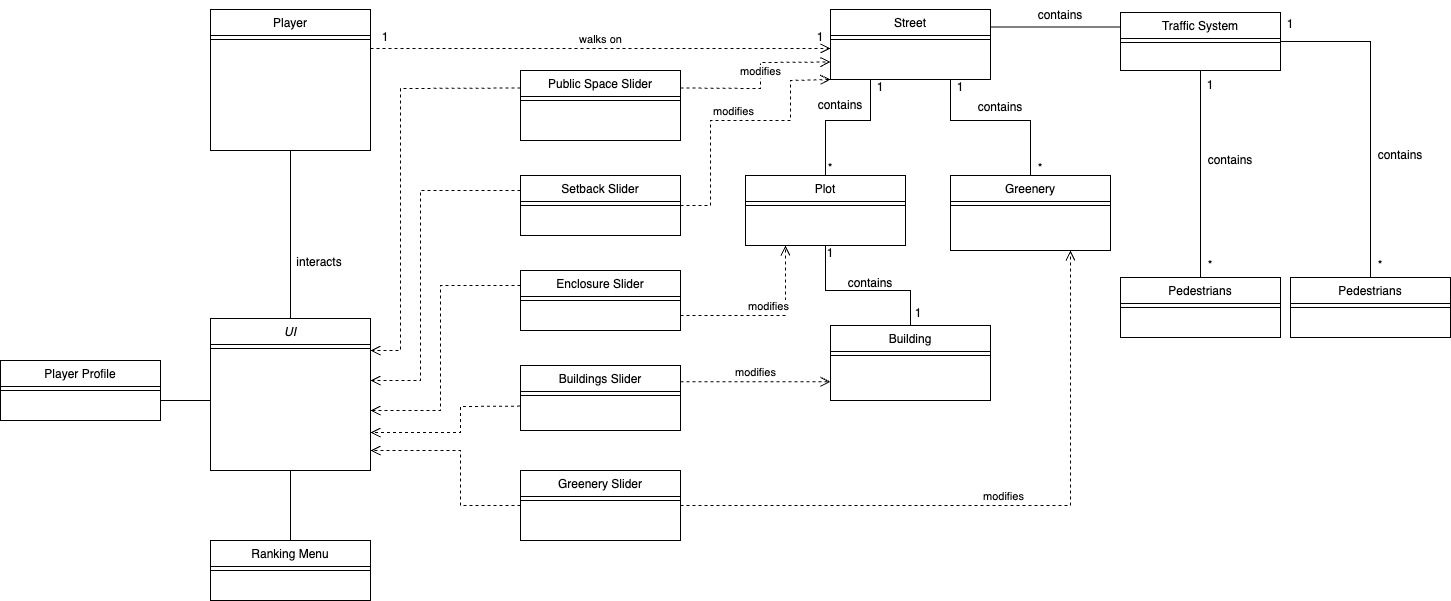 Player
Street
contains
Traffic System
1
1
walks on
1
modifies
Public Space Slider
1
1
1
contains
contains
modifies
contains
contains
*
*
Setback Slider
Plot
Greenery
1
interacts
*
*
Enclosure Slider
contains
Pedestrians
Pedestrians
modifies
1
UI
Building
Player Profile
Buildings Slider
modifies
Greenery Slider
modifies
Ranking Menu